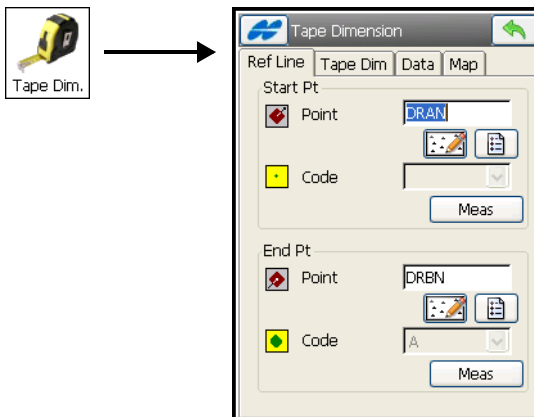 Tape Dim.
Tape Dimension
Ref Line Tape Dim Data Map
Start Pt
Point DRAN
Code
Meas
End Pt
Point DRBN
Code A
Meas